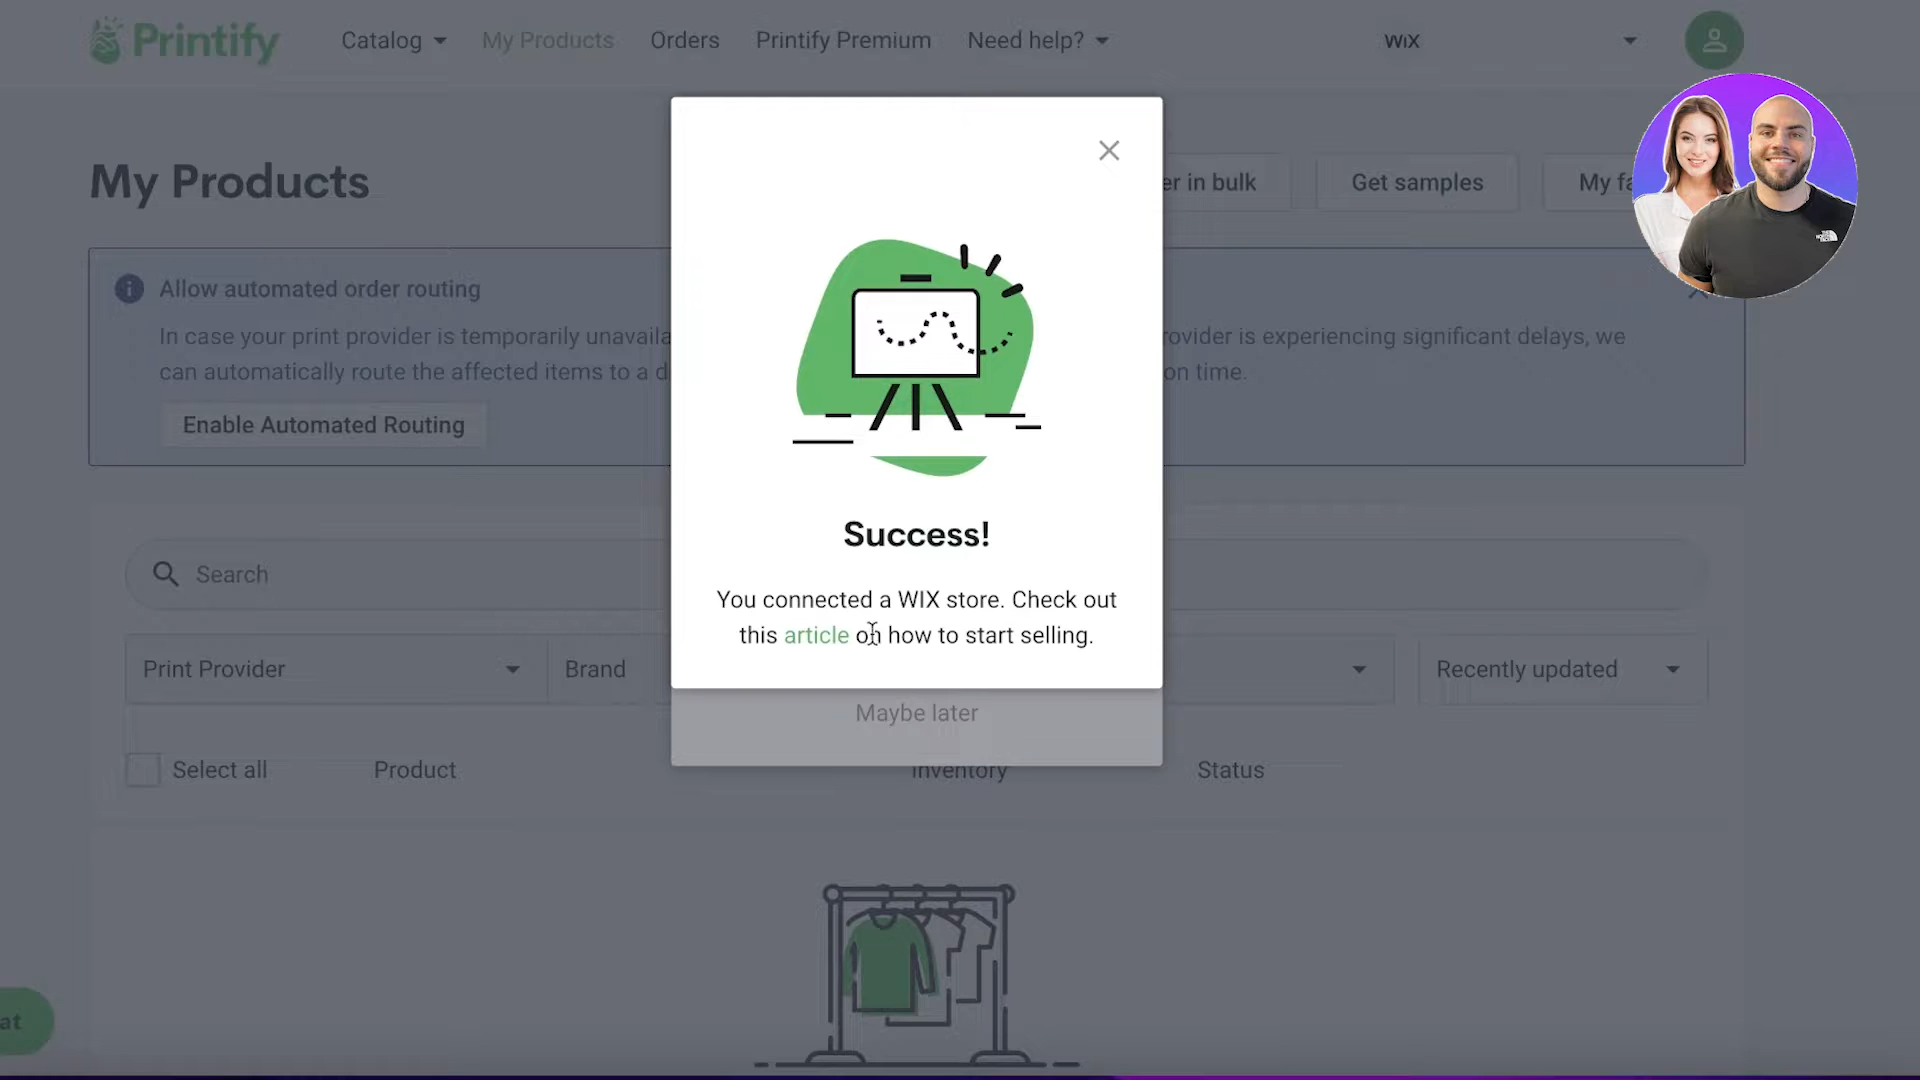 Printify
Catalog
My Products
Orders
Printify Premium
Need help?
WiX
My Products
er in bulk
Get samples
My fa
Allow automated order routing
In case your print provider is temporarily unavaila
rovider is experiencing significant delays, we
can automatically route the affected items to a d
on time.
Enable Automated Routing
Success!
You connected a WIX store. Check out
this article on how to start selling.
Search
Print Provider
Brand
Recently updated
Maybe later
Select all
Product
Inventory
Status
at